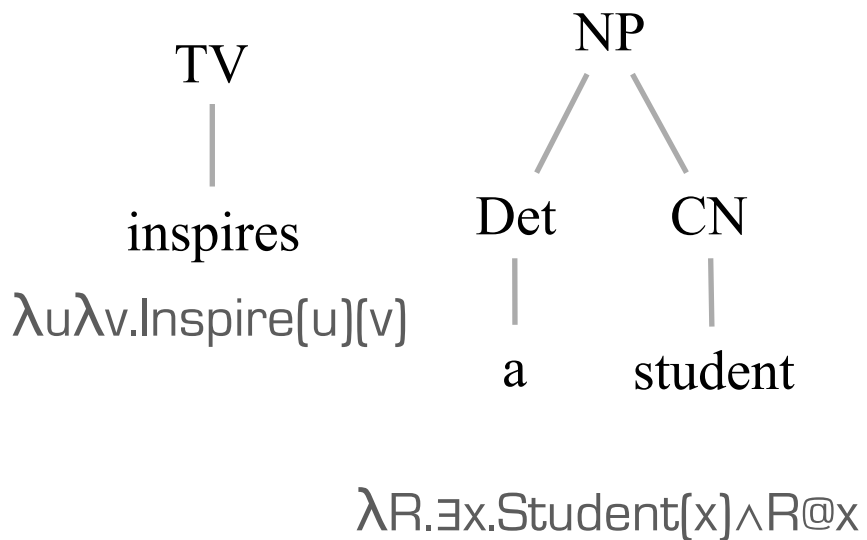 TV
inspires
λuλv.Inspire(u)(v)
NP
Det CN
a student
λR.∃x.Student(x)∧R@x